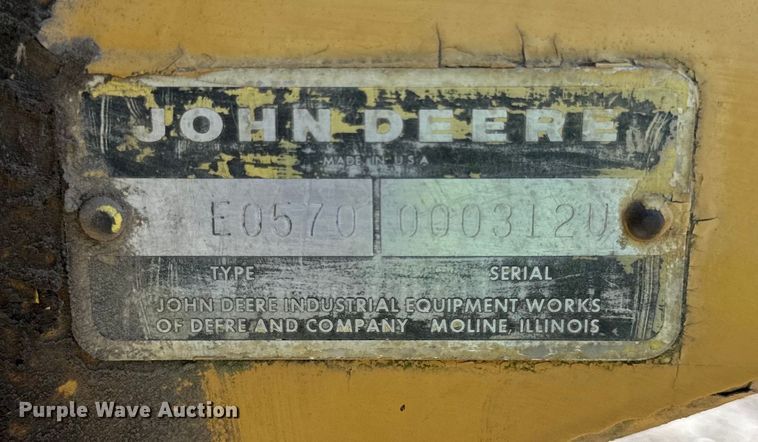 JOHN DEERE
MADE IN U.S.A
E0570 000312U
TYPE SERIAL
JOHN DEERE INDUSTRIAL EQUIPMENT WORKS
OF DEERE AND COMPANY MOLINE, ILLINOIS
Purple Wave Auction